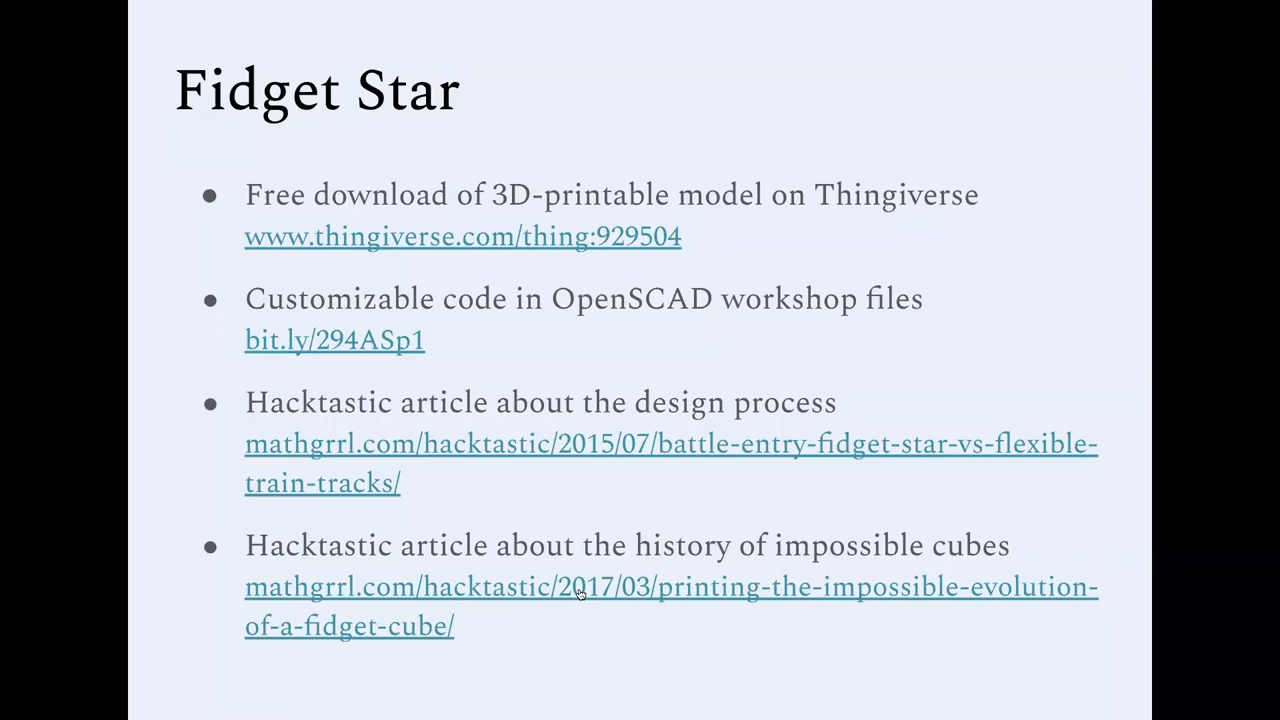 Fidget Star
● Free download of 3D-printable model on Thingiverse
www.thingiverse.com/thing:929504
● Customizable code in OpenSCAD workshop files
bit.ly/294ASp1
● Hacktastic article about the design process
mathgrrl.com/hacktastic/2015/07/battle-entry-fidget-star-vs-flexible-
train-tracks/
● Hacktastic article about the history of impossible cubes
mathgrrl.com/hacktastic/2017/03/printing-the-impossible-evolution-
of-a-fidget-cube/